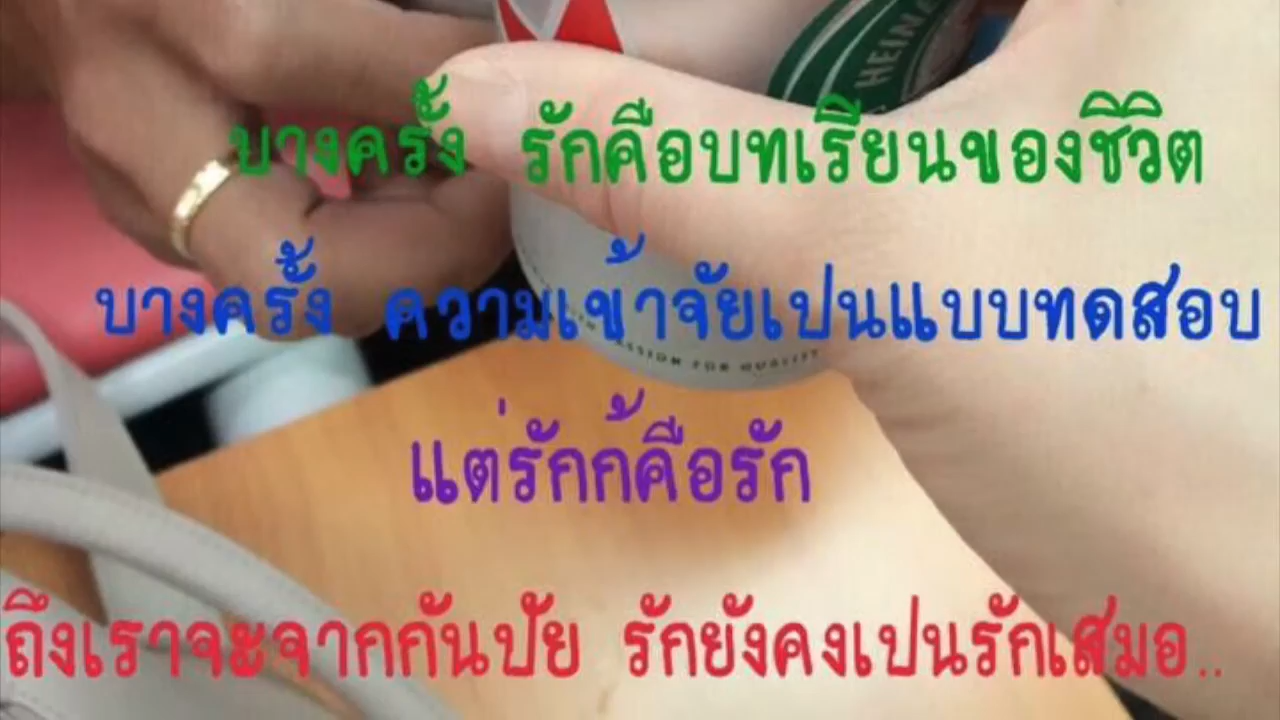 HEINE
บางครั้ง รักคือบทเรียนของชีวิต
บางครั้ง ความเข้าจัยเปนแบบทดสอบ
SSION FOR QUALITY
แต่รักก้คือรัก
ถึงเราจะจากกันปัย รักยังคงเปนรักเสมอ..